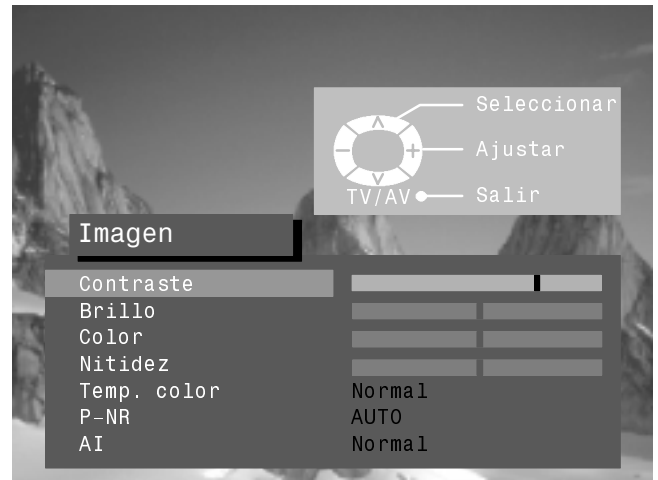 Seleccionar
Ajustar
TV/AV Salir
Imagen
Contraste
Brillo
Color
Nitidez
Temp. color Normal
P-NR AUTO
AI Normal